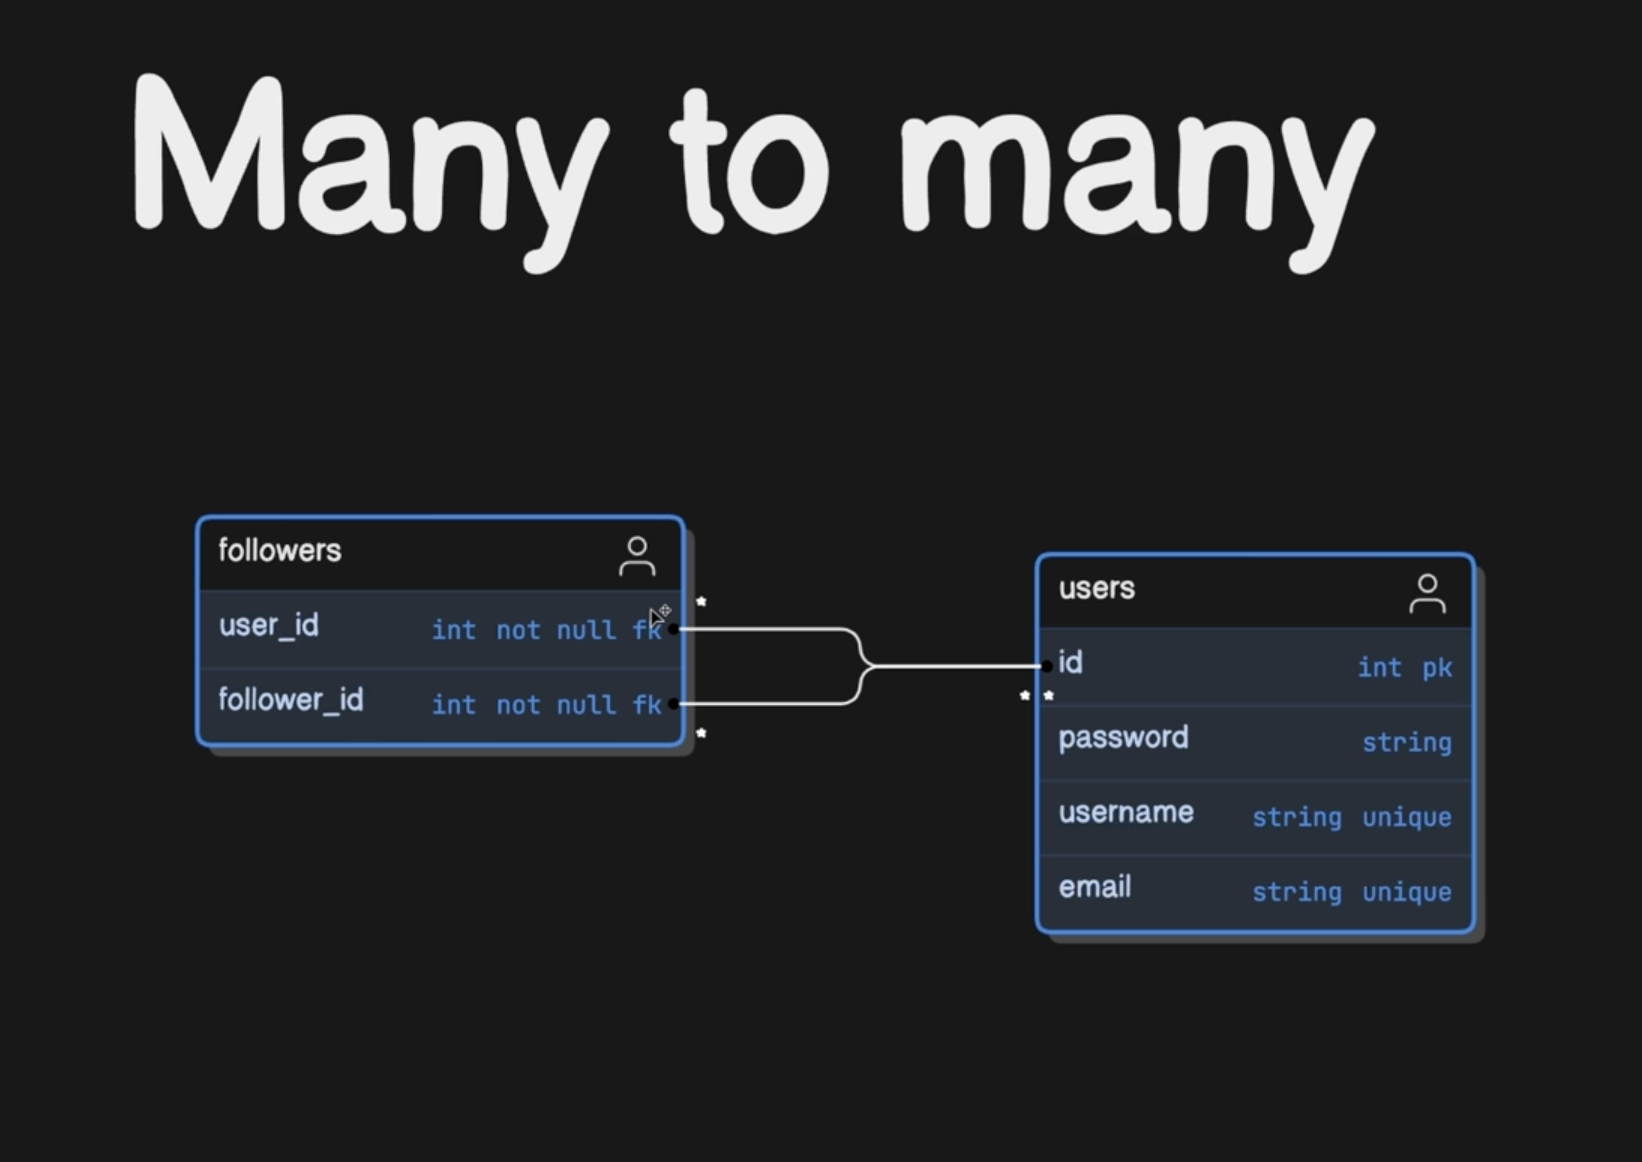 Many to many
followers
user_id int not null fk
follower_id int not null fk
* 
*
users
id int pk
* *
password string
username string unique
email string unique